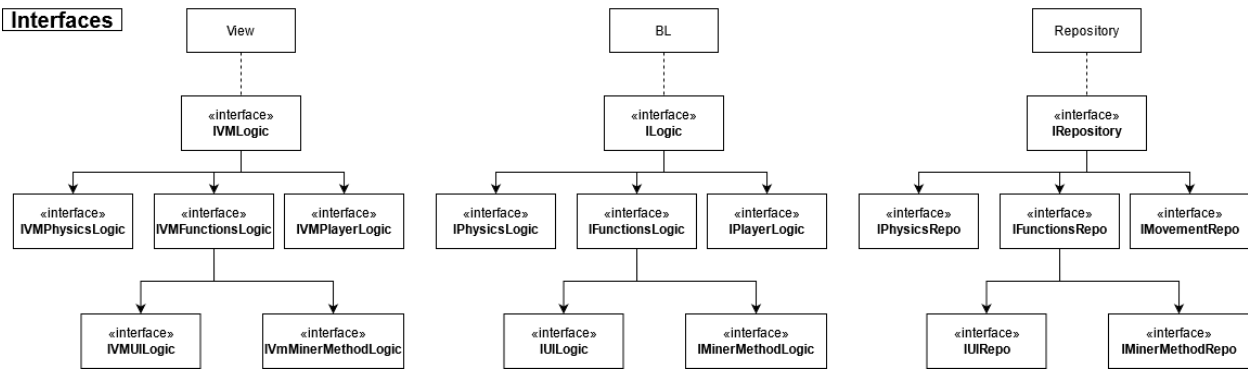 Interfaces
View
BL
Repository
«interface»
IVMLogic
«interface»
ILogic
«interface»
IRepository
«interface»
IVMPhysicsLogic
«interface»
IVMFunctionsLogic
«interface»
IVMPlayerLogic
«interface»
IPhysicsLogic
«interface»
IFunctionsLogic
«interface»
IPlayerLogic
«interface»
IPhysicsRepo
«interface»
IFunctionsRepo
«interface»
IMovementRepo
«interface»
IVMUILogic
«interface»
IVmMinerMethodLogic
«interface»
IUILogic
«interface»
IMinerMethodLogic
«interface»
IUIRepo
«interface»
IMinerMethodRepo